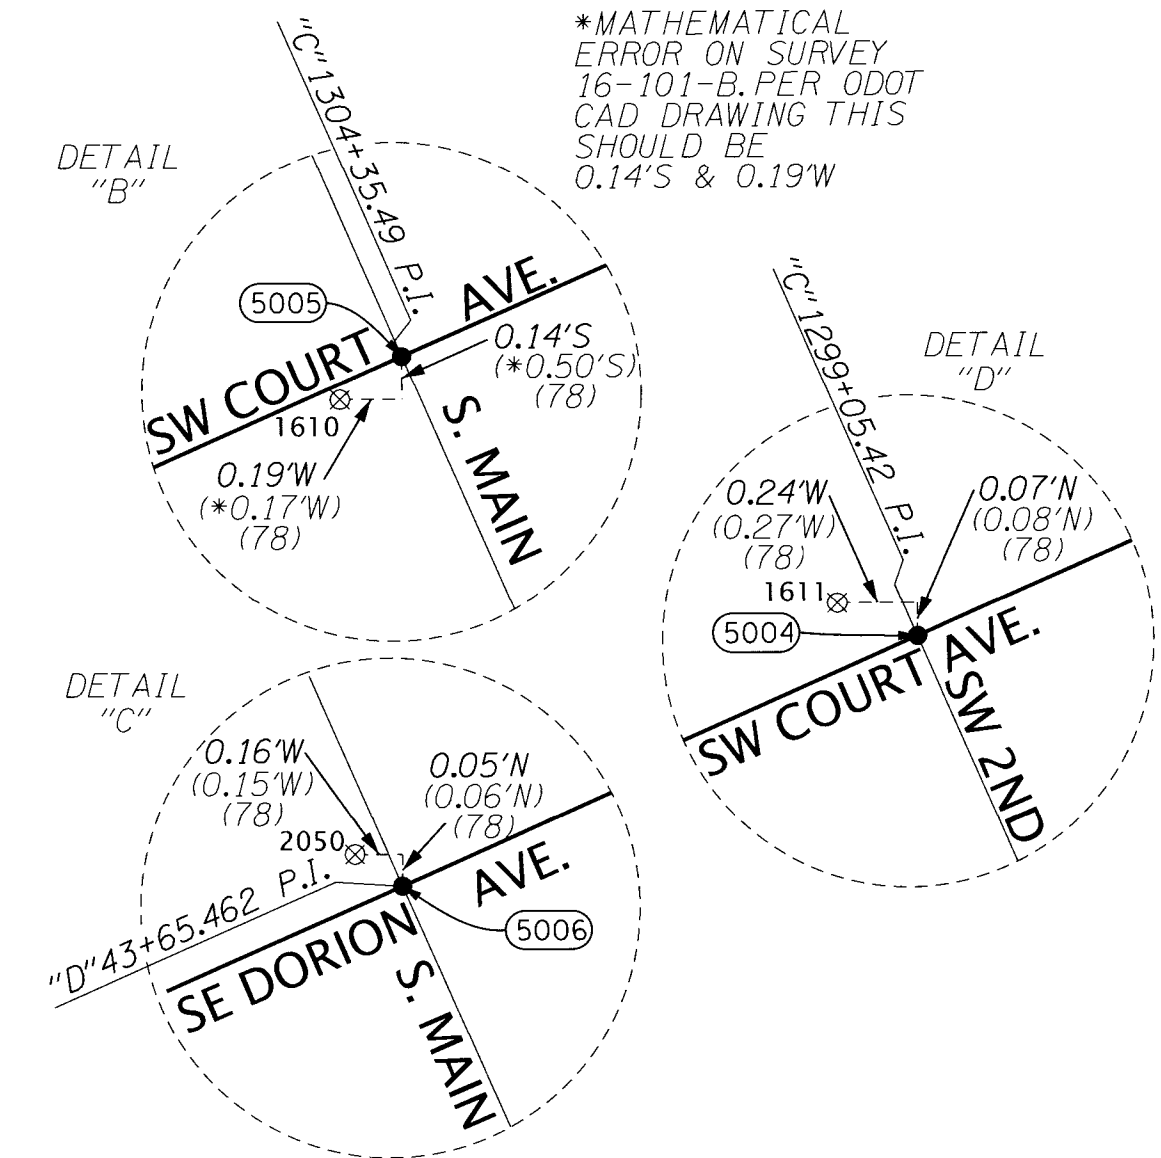 *MATHEMATICAL
ERROR ON SURVEY
16-101-B. PER ODOT
CAD DRAWING THIS
SHOULD BE
0.14'S & 0.19'W
DETAIL
"B"
"C"1304+35.49 P.I.
5005
SW COURT AVE.
0.14'S
(*0.50'S)
(78)
1610
0.19'W
(*0.17'W)
(78)
S. MAIN
DETAIL
"D"
"C"1299+05.42 P.I.
0.24'W
(0.27'W)
(78)
0.07'N
(0.08'N)
(78)
1611
5004
SW COURT AVE.
SW 2ND
DETAIL
"C"
0.16'W
(0.15'W)
(78)
0.05'N
(0.06'N)
(78)
2050
"D"43+65.462 P.I.
5006
SE DORION AVE.
S. MAIN